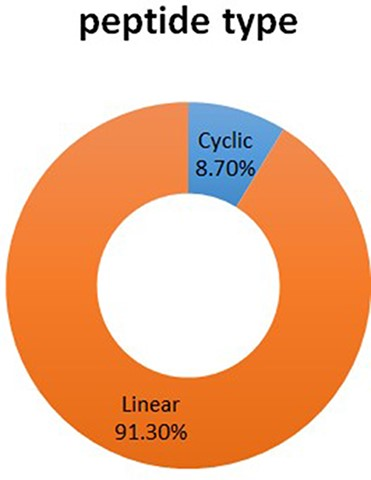 peptide type
Cyclic
8.70%
Linear
91.30%